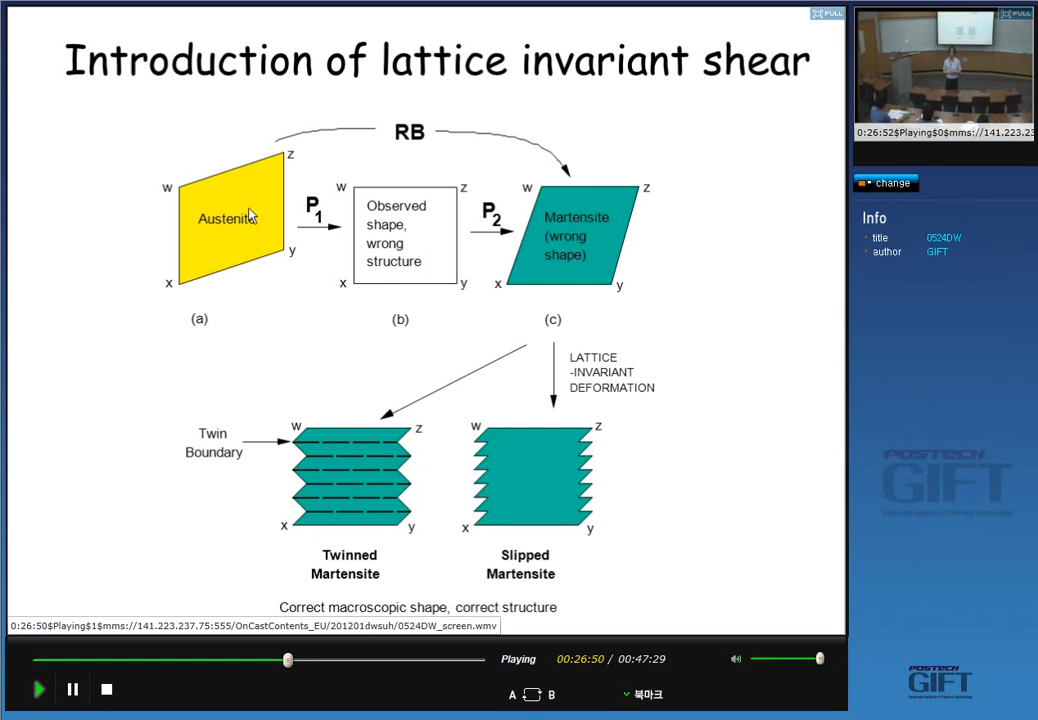 FULL
Introduction of lattice invariant shear
RB
w
z
Austenite
x
y
(a)
P1
w
z
Observed
shape,
wrong
structure
x
y
(b)
P2
w
z
Martensite
(wrong
shape)
x
y
(c)
LATTICE
-INVARIANT
DEFORMATION
Twin
Boundary
w
z
x
y
w
z
x
y
Twinned
Martensite
Slipped
Martensite
Correct macroscopic shape, correct structure
0:26:50$Playing$1$mms://141.223.237.75:555/OnCastContents_EU/201201dwsuh/0524DW_screen.wmv
Playing
00:26:50 / 00:47:29
A
B
북마크
FULL
0:26:52$Playing$0$mms://141.223.23
change
Info
title
0524DW
author
GIFT
POSTECH
GIFT
POSTECH
GIFT